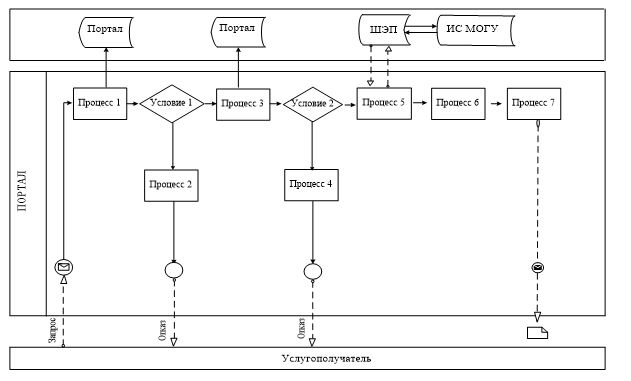 Портал
Портал
ШЭП
ИС МОГУ
Процесс 1
Условие 1
Процесс 3
Условие 2
Процесс 5
Процесс 6
Процесс 7
Процесс 2
Процесс 4
ПОРТАЛ
Запрос
Отказ
Отказ
Услугополучатель